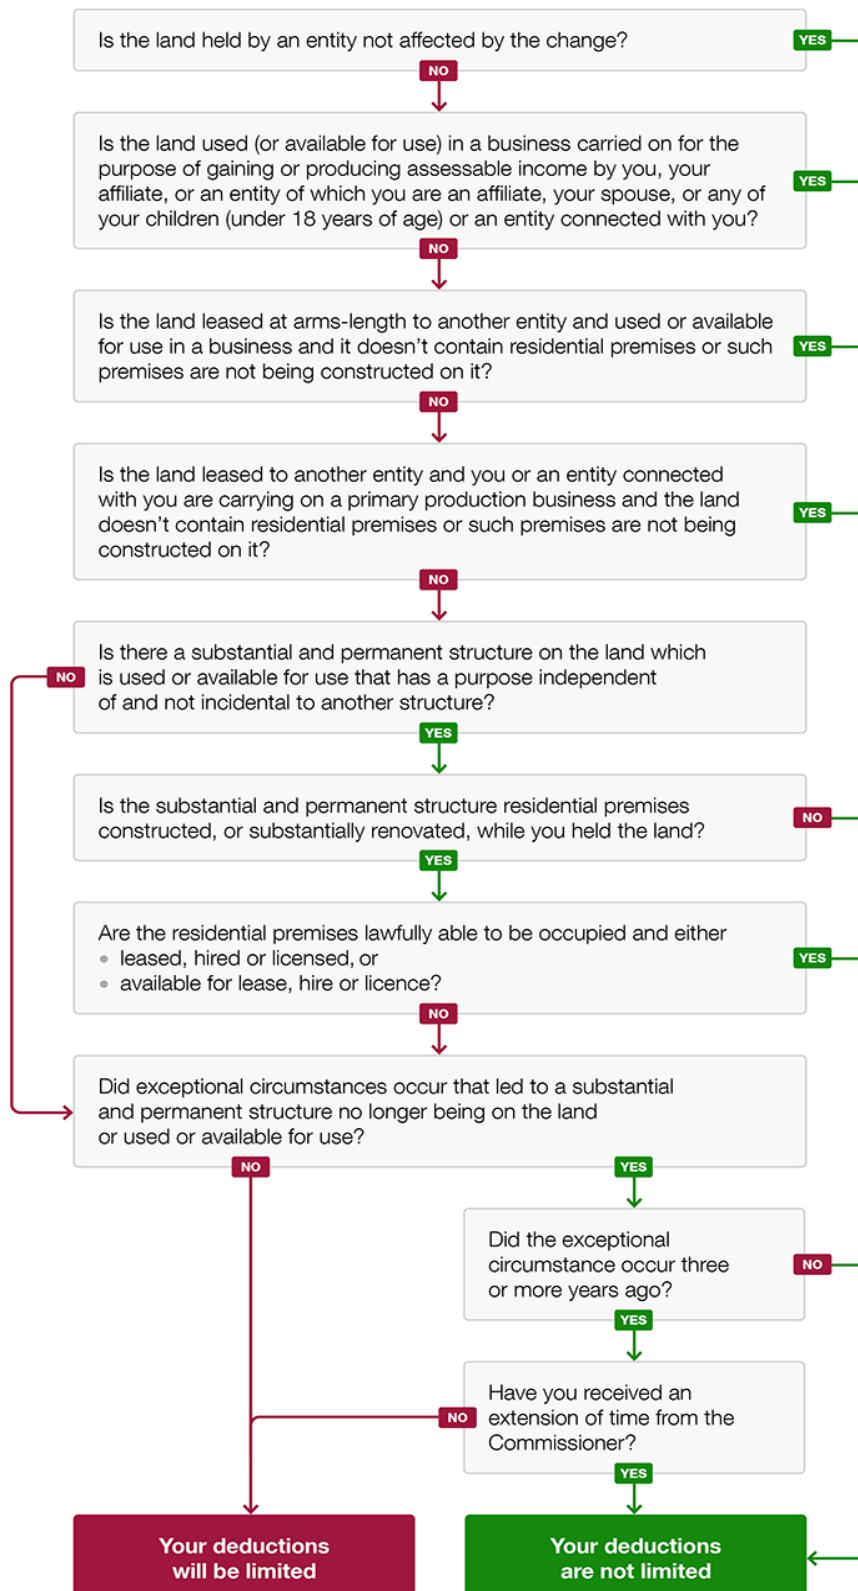 Is the land held by an entity not affected by the change?
YES
NO
Is the land used (or available for use) in a business carried on for the
purpose of gaining or producing assessable income by you, your
affiliate, or an entity of which you are an affiliate, your spouse, or any of
your children (under 18 years of age) or an entity connected with you?
YES
NO
Is the land leased at arms-length to another entity and used or available
for use in a business and it doesn't contain residential premises or such
premises are not being constructed on it?
YES
NO
Is the land leased to another entity and you or an entity connected
with you are carrying on a primary production business and the land
doesn't contain residential premises or such premises are not being
constructed on it?
YES
NO
Is there a substantial and permanent structure on the land which
is used or available for use that has a purpose independent
of and not incidental to another structure?
NO
YES
Is the substantial and permanent structure residential premises
constructed, or substantially renovated, while you held the land?
NO
YES
Are the residential premises lawfully able to be occupied and either
• leased, hired or licensed, or
• available for lease, hire or licence?
YES
NO
Did exceptional circumstances occur that led to a substantial
and permanent structure no longer being on the land
or used or available for use?
NO
YES
Did the exceptional
circumstance occur three
or more years ago?
NO
YES
Have you received an
extension of time from the
Commissioner?
NO
YES
Your deductions
will be limited
Your deductions
are not limited